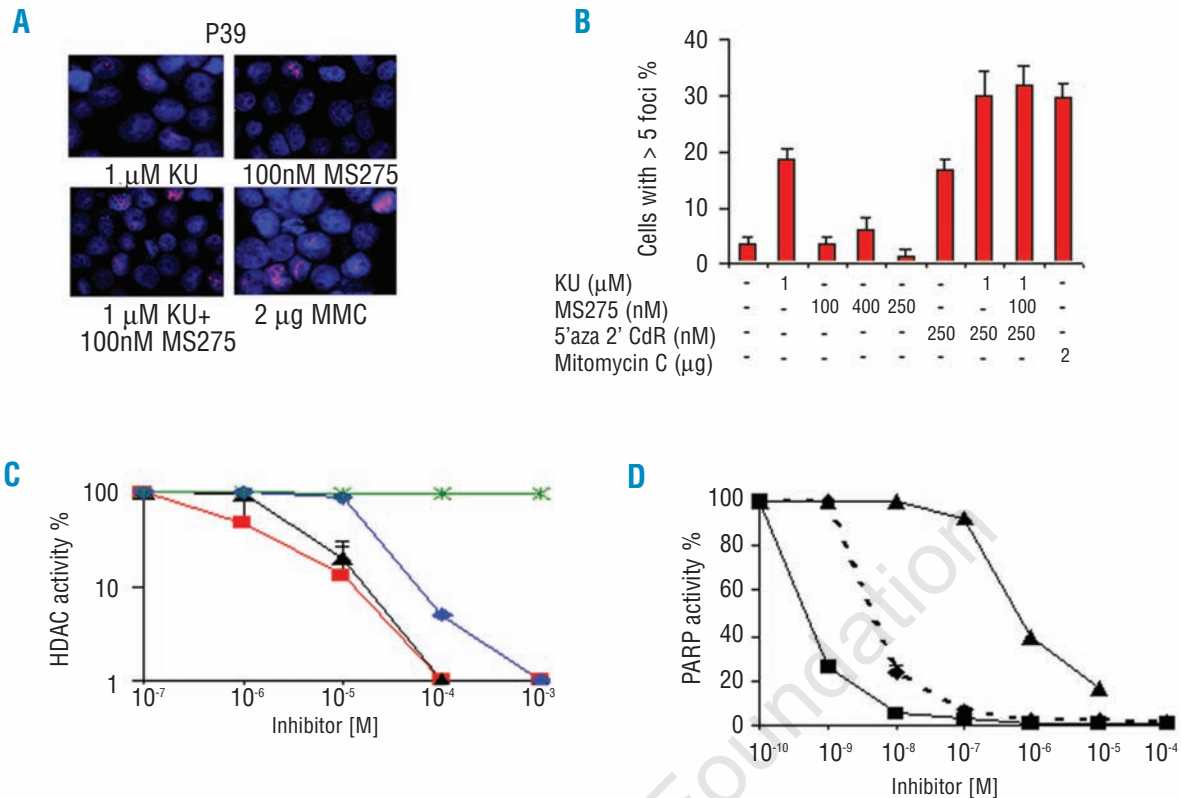 A
P39
1 μM KU
100nM MS275
1 μM KU+
100nM MS275
2 μg MMC
B
Cells with > 5 foci %
40
30
20
10
0
KU (μM) - 1 - - - - 1 1 -
MS275 (nM) - - 100 400 250 - - 100 -
5'aza 2' CdR (nM) - - - - - 250 250 250 -
Mitomycin C (μg) - - - - - - - - 2
C
HDAC activity %
100
10
1
10-7 10-6 10-5 10-4 10-3
Inhibitor [M]
D
PARP activity %
100
80
60
40
20
0
10-10 10-9 10-8 10-7 10-6 10-5 10-4
Inhibitor [M]
Foundation